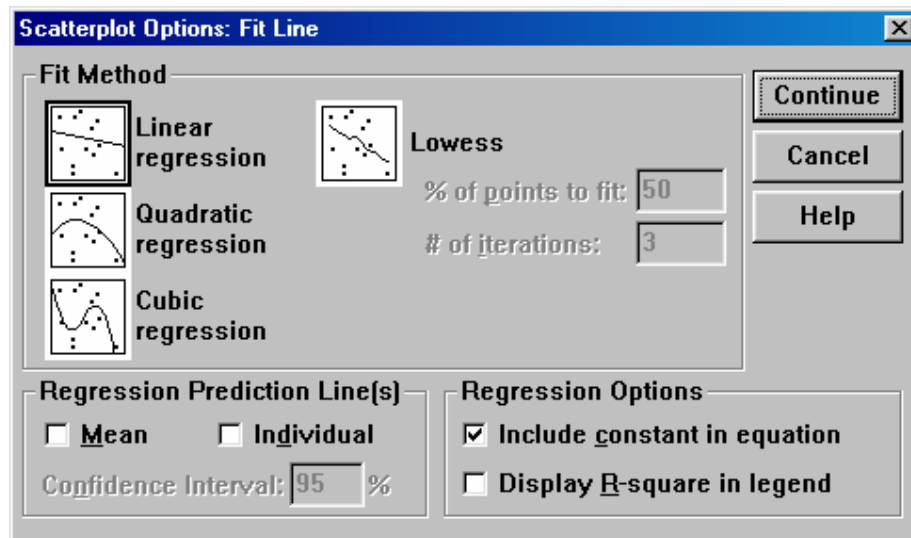 Scatterplot Options: Fit Line
Fit Method
Linear
regression
Quadratic
regression
Cubic
regression
Lowess
% of points to fit: 50
# of iterations: 3
Continue
Cancel
Help
Regression Prediction Line(s)
Mean Individual
Confidence Interval: 95 %
Regression Options
Include constant in equation
Display R-square in legend